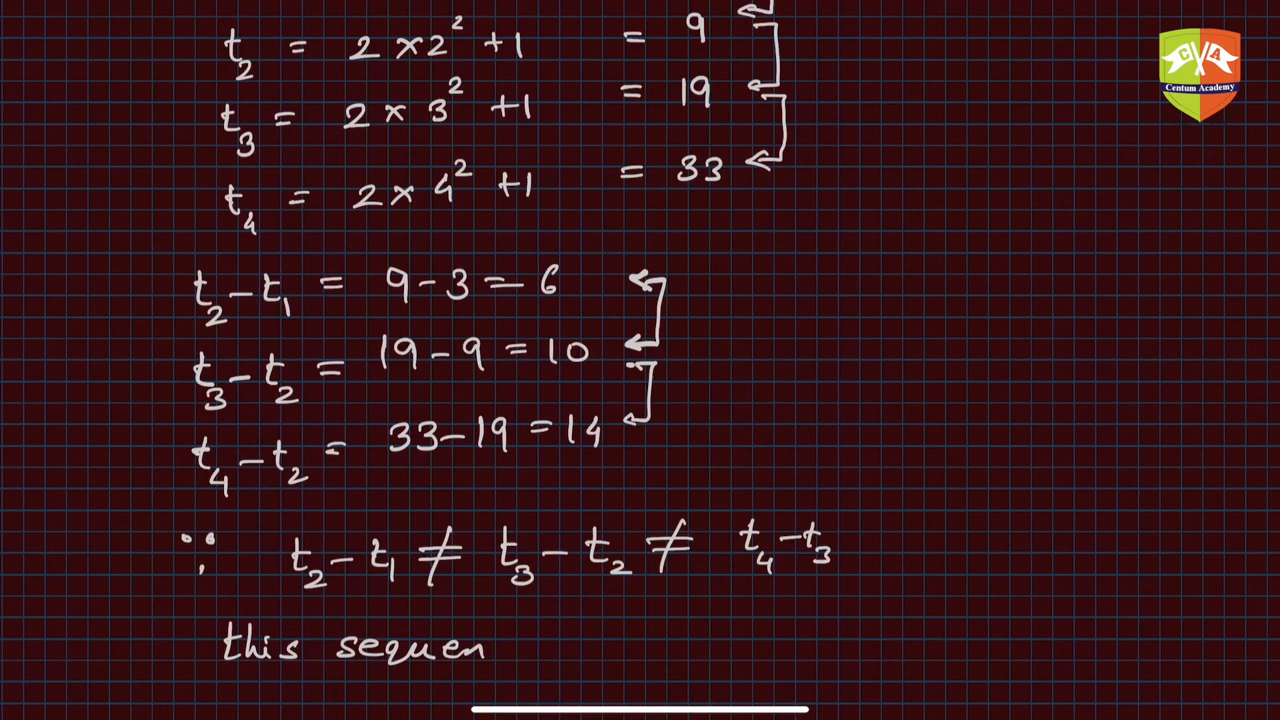 t₂ = 2 × 2² + 1 = 9
t₃ = 2 × 3² + 1 = 19
t₄ = 2 × 4² + 1 = 33
t₂ – t₁ = 9 – 3 = 6
t₃ – t₂ = 19 – 9 = 10
t₄ – t₂ = 33 – 19 = 14
∵ t₂ – t₁ ≠ t₃ – t₂ ≠ t₄ – t₃
this sequen
C A
Centum Academy